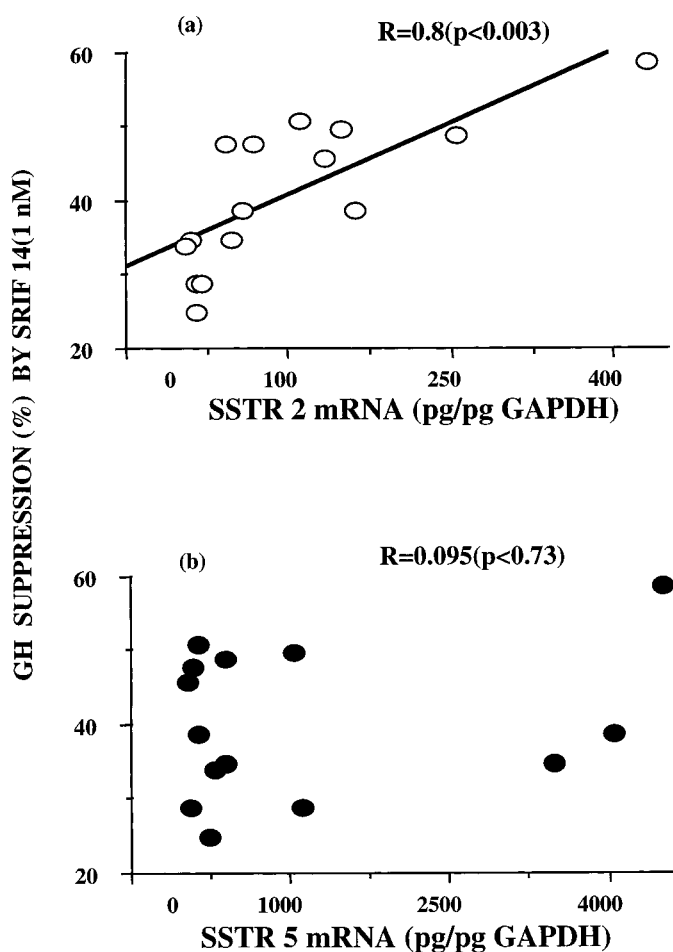 (a)
R=0.8(p<0.003)
60
40
20
0 100 250 400
SSTR 2 mRNA (pg/pg GAPDH)
GH SUPPRESSION (%) BY SRIF 14(1 nM)
(b)
R=0.095(p<0.73)
60
40
20
0 1000 2500 4000
SSTR 5 mRNA (pg/pg GAPDH)